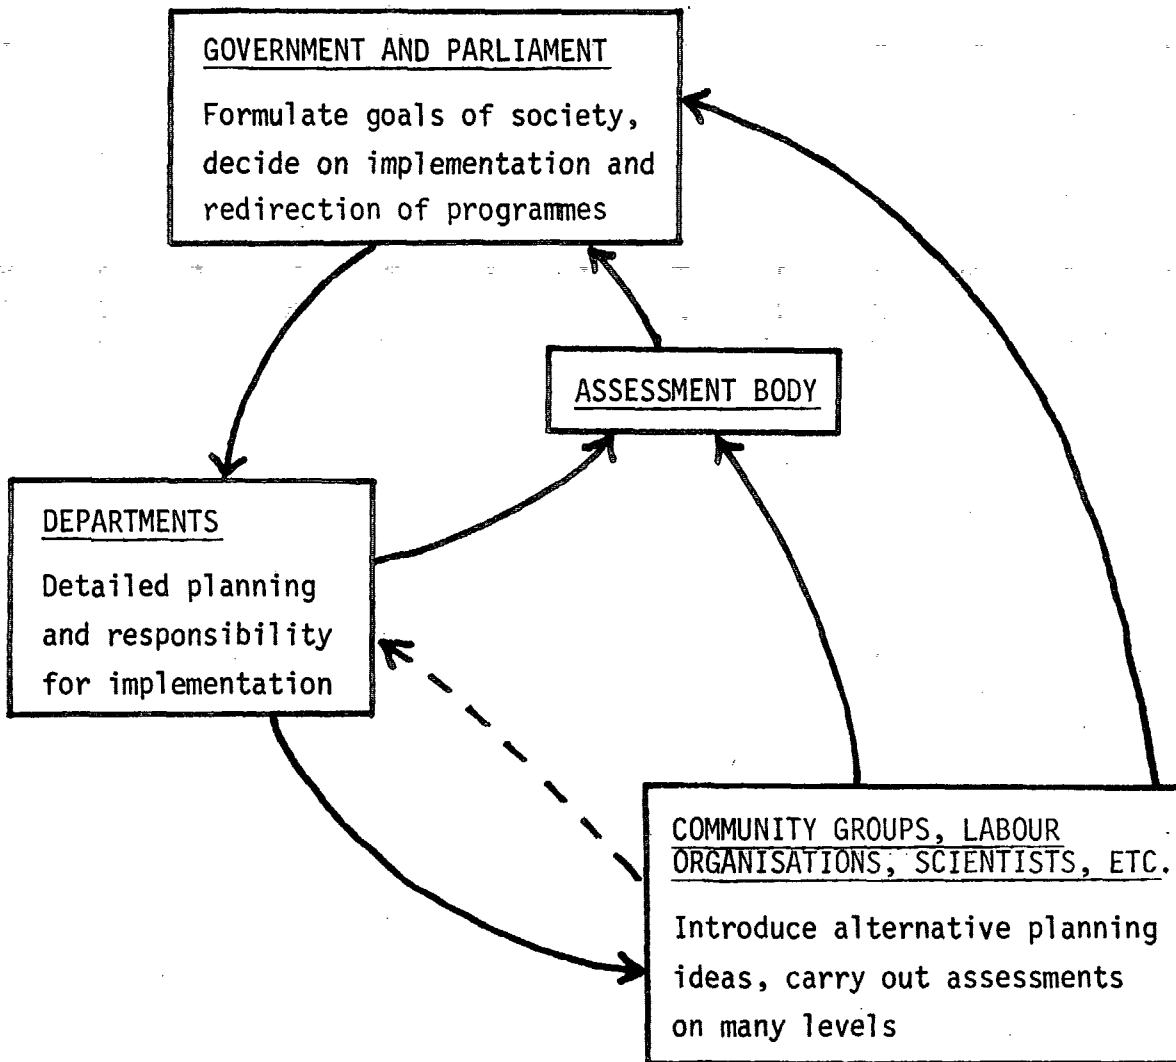 GOVERNMENT AND PARLIAMENT
Formulate goals of society,
decide on implementation and
redirection of programmes
ASSESSMENT BODY
DEPARTMENTS
Detailed planning
and responsibility
for implementation
COMMUNITY GROUPS, LABOUR
ORGANISATIONS, SCIENTISTS, ETC.
Introduce alternative planning
ideas, carry out assessments
on many levels